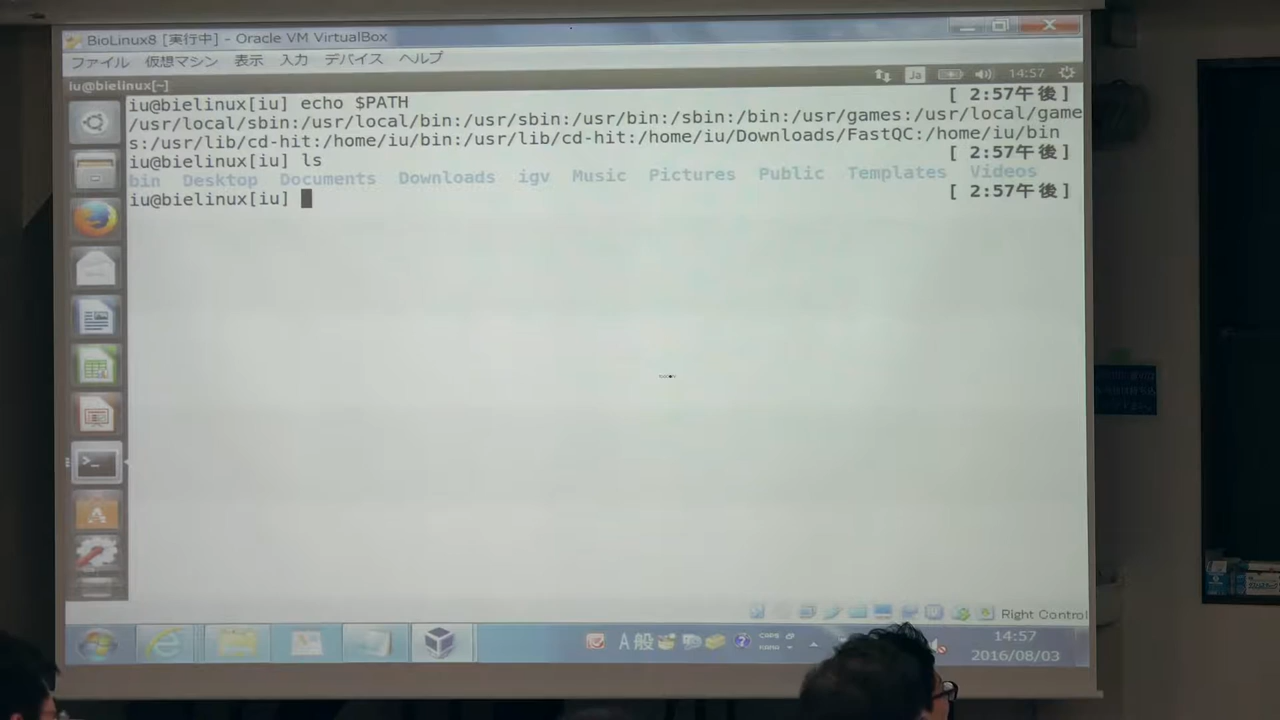 BioLinux8 [実行中] - Oracle VM VirtualBox
ファイル 仮想マシン 表示 入力 デバイス ヘルプ
iu@bielinux[~]
Ja
14:57
iu@bielinux[iu] echo $PATH [ 2:57午後]
/usr/local/sbin:/usr/local/bin:/usr/sbin:/usr/bin:/sbin:/bin:/usr/games:/usr/local/game
s:/usr/lib/cd-hit:/home/iu/bin:/usr/lib/cd-hit:/home/iu/Downloads/FastQC:/home/iu/bin
iu@bielinux[iu] ls [ 2:57午後]
bin Desktop Documents Downloads igv Music Pictures Public Templates Videos
iu@bielinux[iu] [ 2:57午後]
Right Control
A般
CAPS
KANA
14:57
2016/08/03